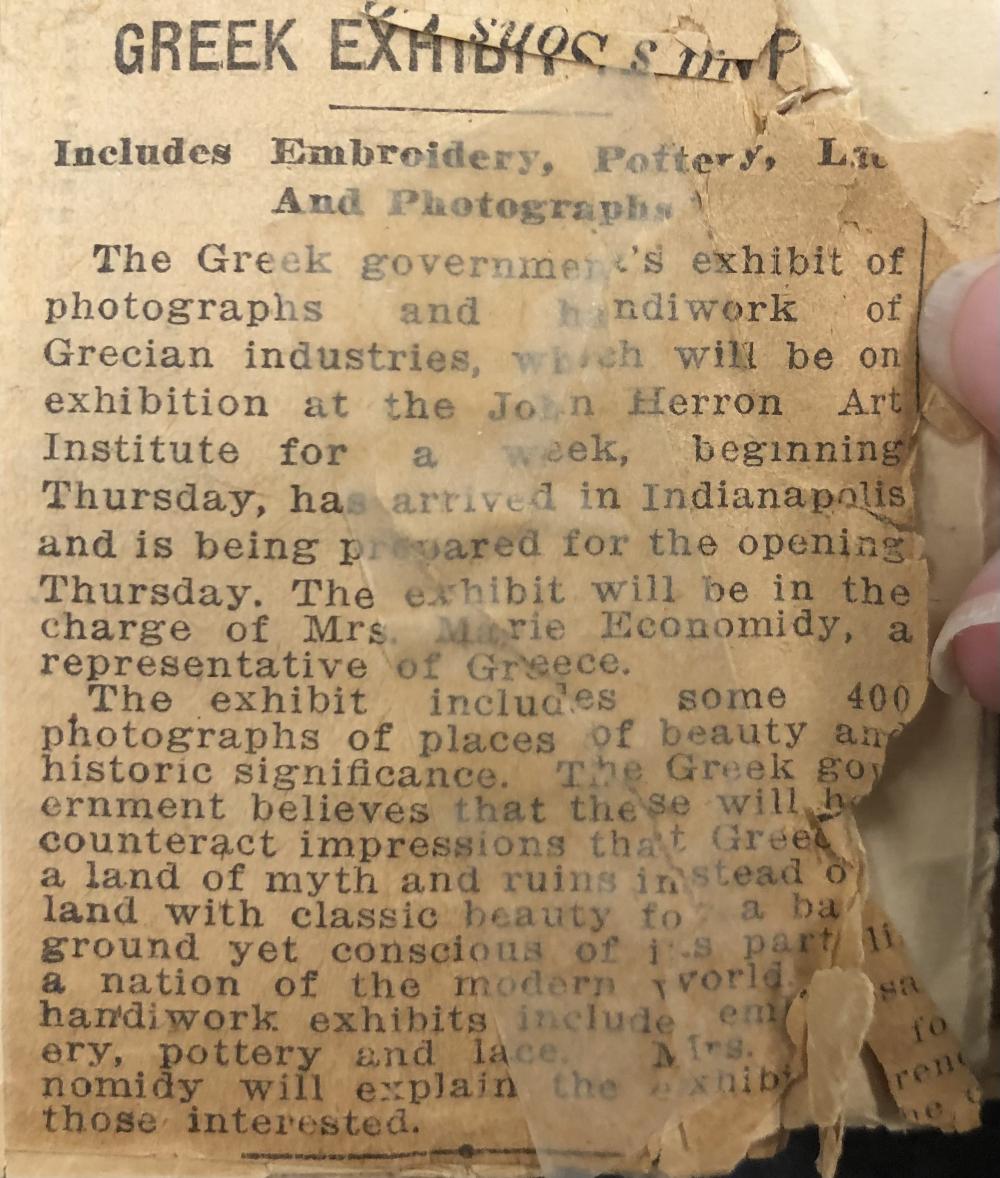 GREEK EXHIBIT
Includes Embroidery, Pottery,
And Photographs
The Greek government's exhibit of
photographs and handiwork of
Grecian industries, which will be on
exhibition at the John Herron Art
Institute for a week, beginning
Thursday, has arrived in Indianapolis
and is being prepared for the opening
Thursday. The exhibit will be in the
charge of Mrs. Marie Economidy, a
representative of Greece.
The exhibit includes some 400
photographs of places of beauty and
historic significance. The Greek gov
ernment believes that these will
counteract impressions that Greec
a land of myth and ruins instead o
land with classic beauty for a ba
ground yet conscious of its part
a nation of the modern world.
handiwork exhibits include em
ery, pottery and lace. Mrs.
nomidy will explain the exhib
those interested.